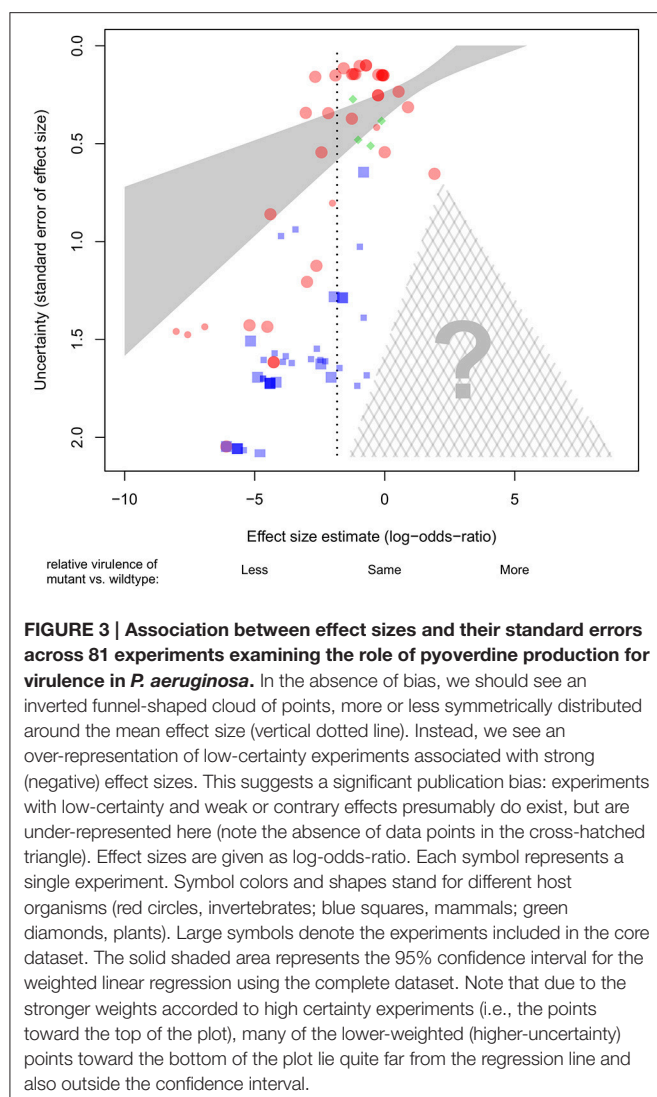 0.0
0.5
1.0
1.5
2.0
Uncertainty (standard error of effect size)
?
−10
−5
0
5
Effect size estimate (log−odds−ratio)
relative virulence of
mutant vs. wildtype:
Less
Same
More
FIGURE 3 | Association between effect sizes and their standard errors
across 81 experiments examining the role of pyoverdine production for
virulence in P. aeruginosa. In the absence of bias, we should see an
inverted funnel-shaped cloud of points, more or less symmetrically distributed
around the mean effect size (vertical dotted line). Instead, we see an
over-representation of low-certainty experiments associated with strong
(negative) effect sizes. This suggests a significant publication bias: experiments
with low-certainty and weak or contrary effects presumably do exist, but are
under-represented here (note the absence of data points in the cross-hatched
triangle). Effect sizes are given as log-odds-ratio. Each symbol represents a
single experiment. Symbol colors and shapes stand for different host
organisms (red circles, invertebrates; blue squares, mammals; green
diamonds, plants). Large symbols denote the experiments included in the core
dataset. The solid shaded area represents the 95% confidence interval for the
weighted linear regression using the complete dataset. Note that due to the
stronger weights accorded to high certainty experiments (i.e., the points
toward the top of the plot), many of the lower-weighted (higher-uncertainty)
points toward the bottom of the plot lie quite far from the regression line and
also outside the confidence interval.